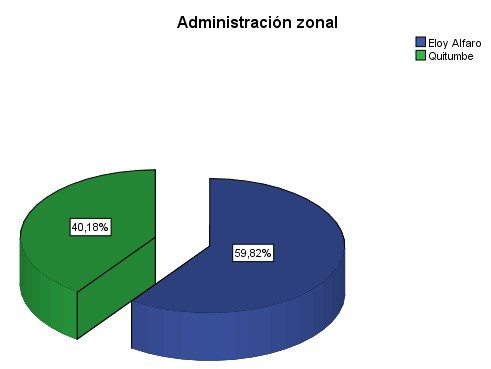 Administración zonal
Eloy Alfaro
Quitumbe
40,18%
59,82%